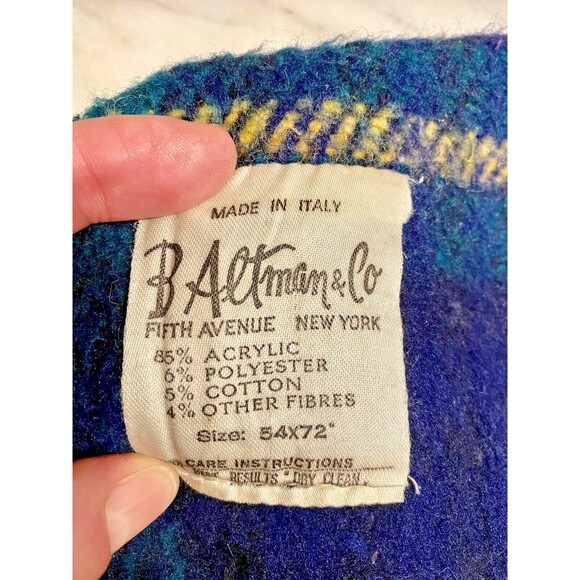 MADE IN ITALY
B Altman & Co
FIFTH AVENUE NEW YORK
85% ACRYLIC
6% POLYESTER
5% COTTON
4% OTHER FIBRES
Size: 54X72"
CARE INSTRUCTIONS
RESULTS "DRY CLEAN